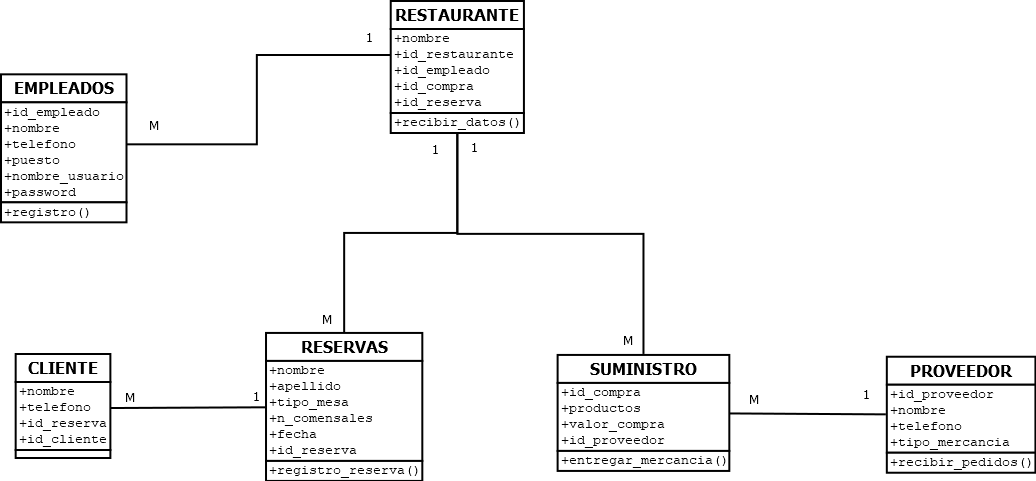 RESTAURANTE
+nombre
+id_restaurante
+id_empleado
+id_compra
+id_reserva
+recibir_datos()
1
EMPLEADOS
+id_empleado
+nombre
+telefono
+puesto
+nombre_usuario
+password
+registro()
M
1
1
M
M
CLIENTE
+nombre
+telefono
+id_reserva
+id_cliente
M
1
RESERVAS
+nombre
+apellido
+tipo_mesa
+n_comensales
+fecha
+id_reserva
+registro_reserva()
SUMINISTRO
+id_compra
+productos
+valor_compra
+id_proveedor
+entregar_mercancia()
M
1
PROVEEDOR
+id_proveedor
+nombre
+telefono
+tipo_mercancia
+recibir_pedidos()